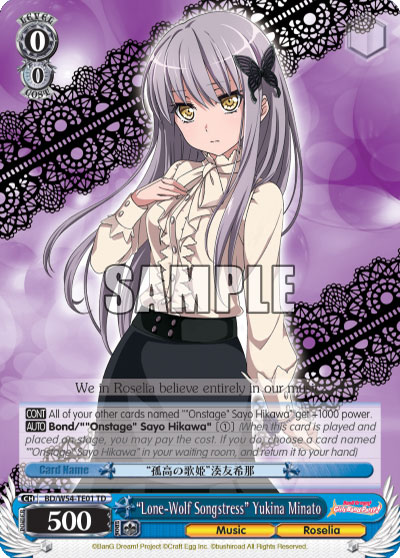 LEVEL
0
0
COST
SAMPLE
We in Roselia believe entirely in our music.
CONT All of your other cards named ""Onstage" Sayo Hikawa" get +1000 power.
AUTO Bond/""Onstage" Sayo Hikawa" [(1)] (When this card is played and
placed on stage, you may pay the cost. If you do, choose a card named
""Onstage" Sayo Hikawa" in your waiting room, and return it to your hand)
Card Name
“孤高の歌姫”湊友希那
CH BD/W54-TE01 TD
POWER
500
SOUL
“Lone-Wolf Songstress” Yukina Minato
Music
Roselia
©BanG Dream! Project ©Craft Egg Inc. ©bushiroad All Rights Reserved.